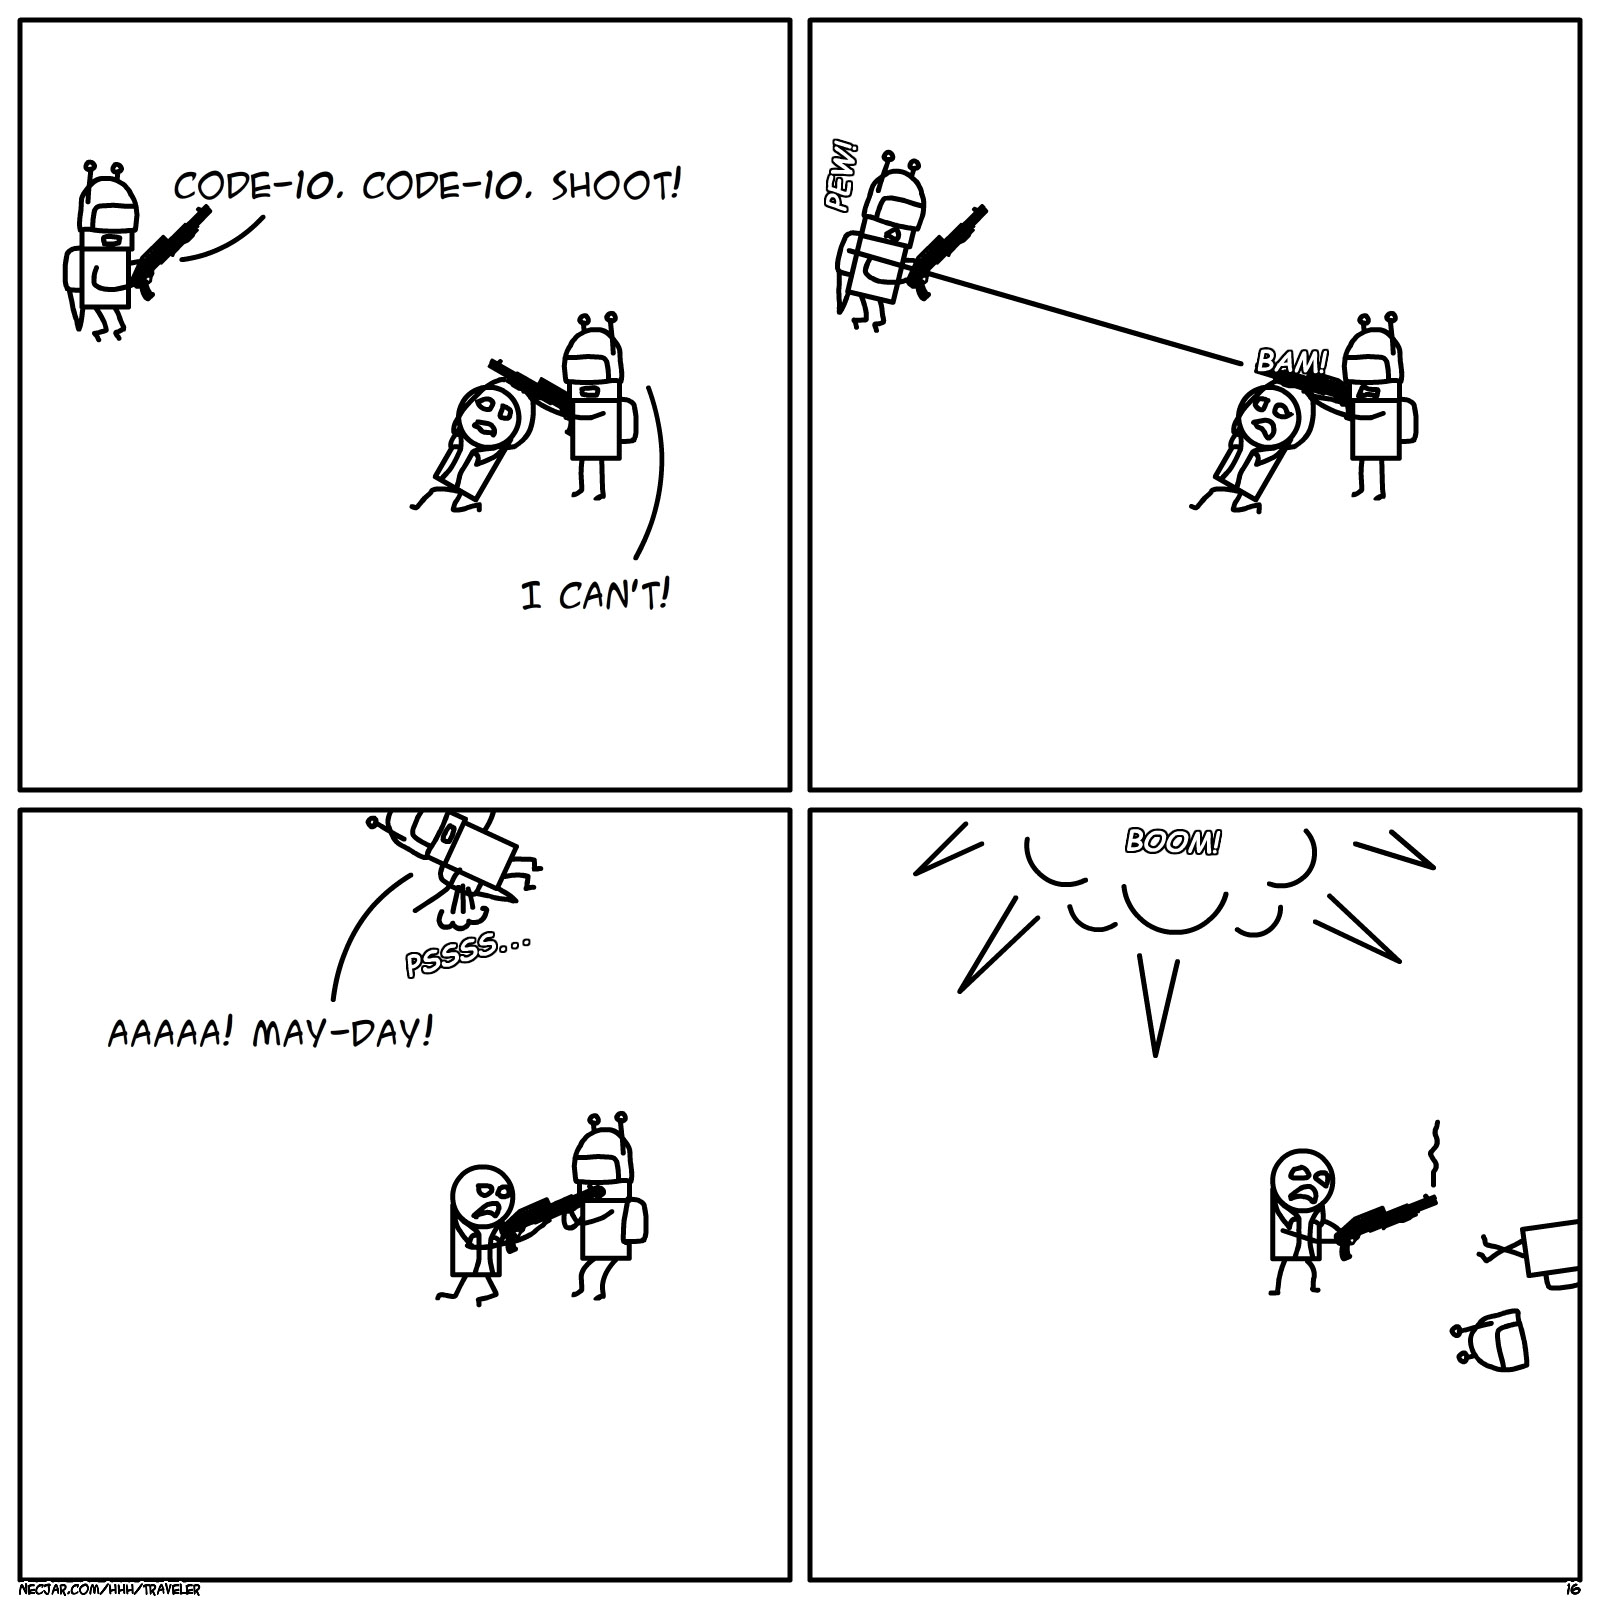 CODE-10. CODE-10. SHOOT!
I CAN'T!
PEW!
BAM!
PSSSS...
AAAAA! MAY-DAY!
BOOM!
NECJAR.COM/HHH/TRAVELER
16